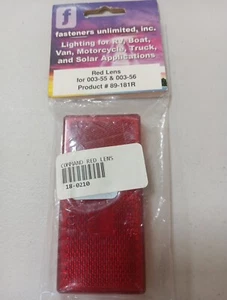 f
fasteners unlimited, inc.
Lighting for RV, Boat,
Van, Motorcycle, Truck,
and Solar Applications
Red Lens
for 003-55 & 003-56
Product # 89-181R
COMMAND RED LENS
18-0210